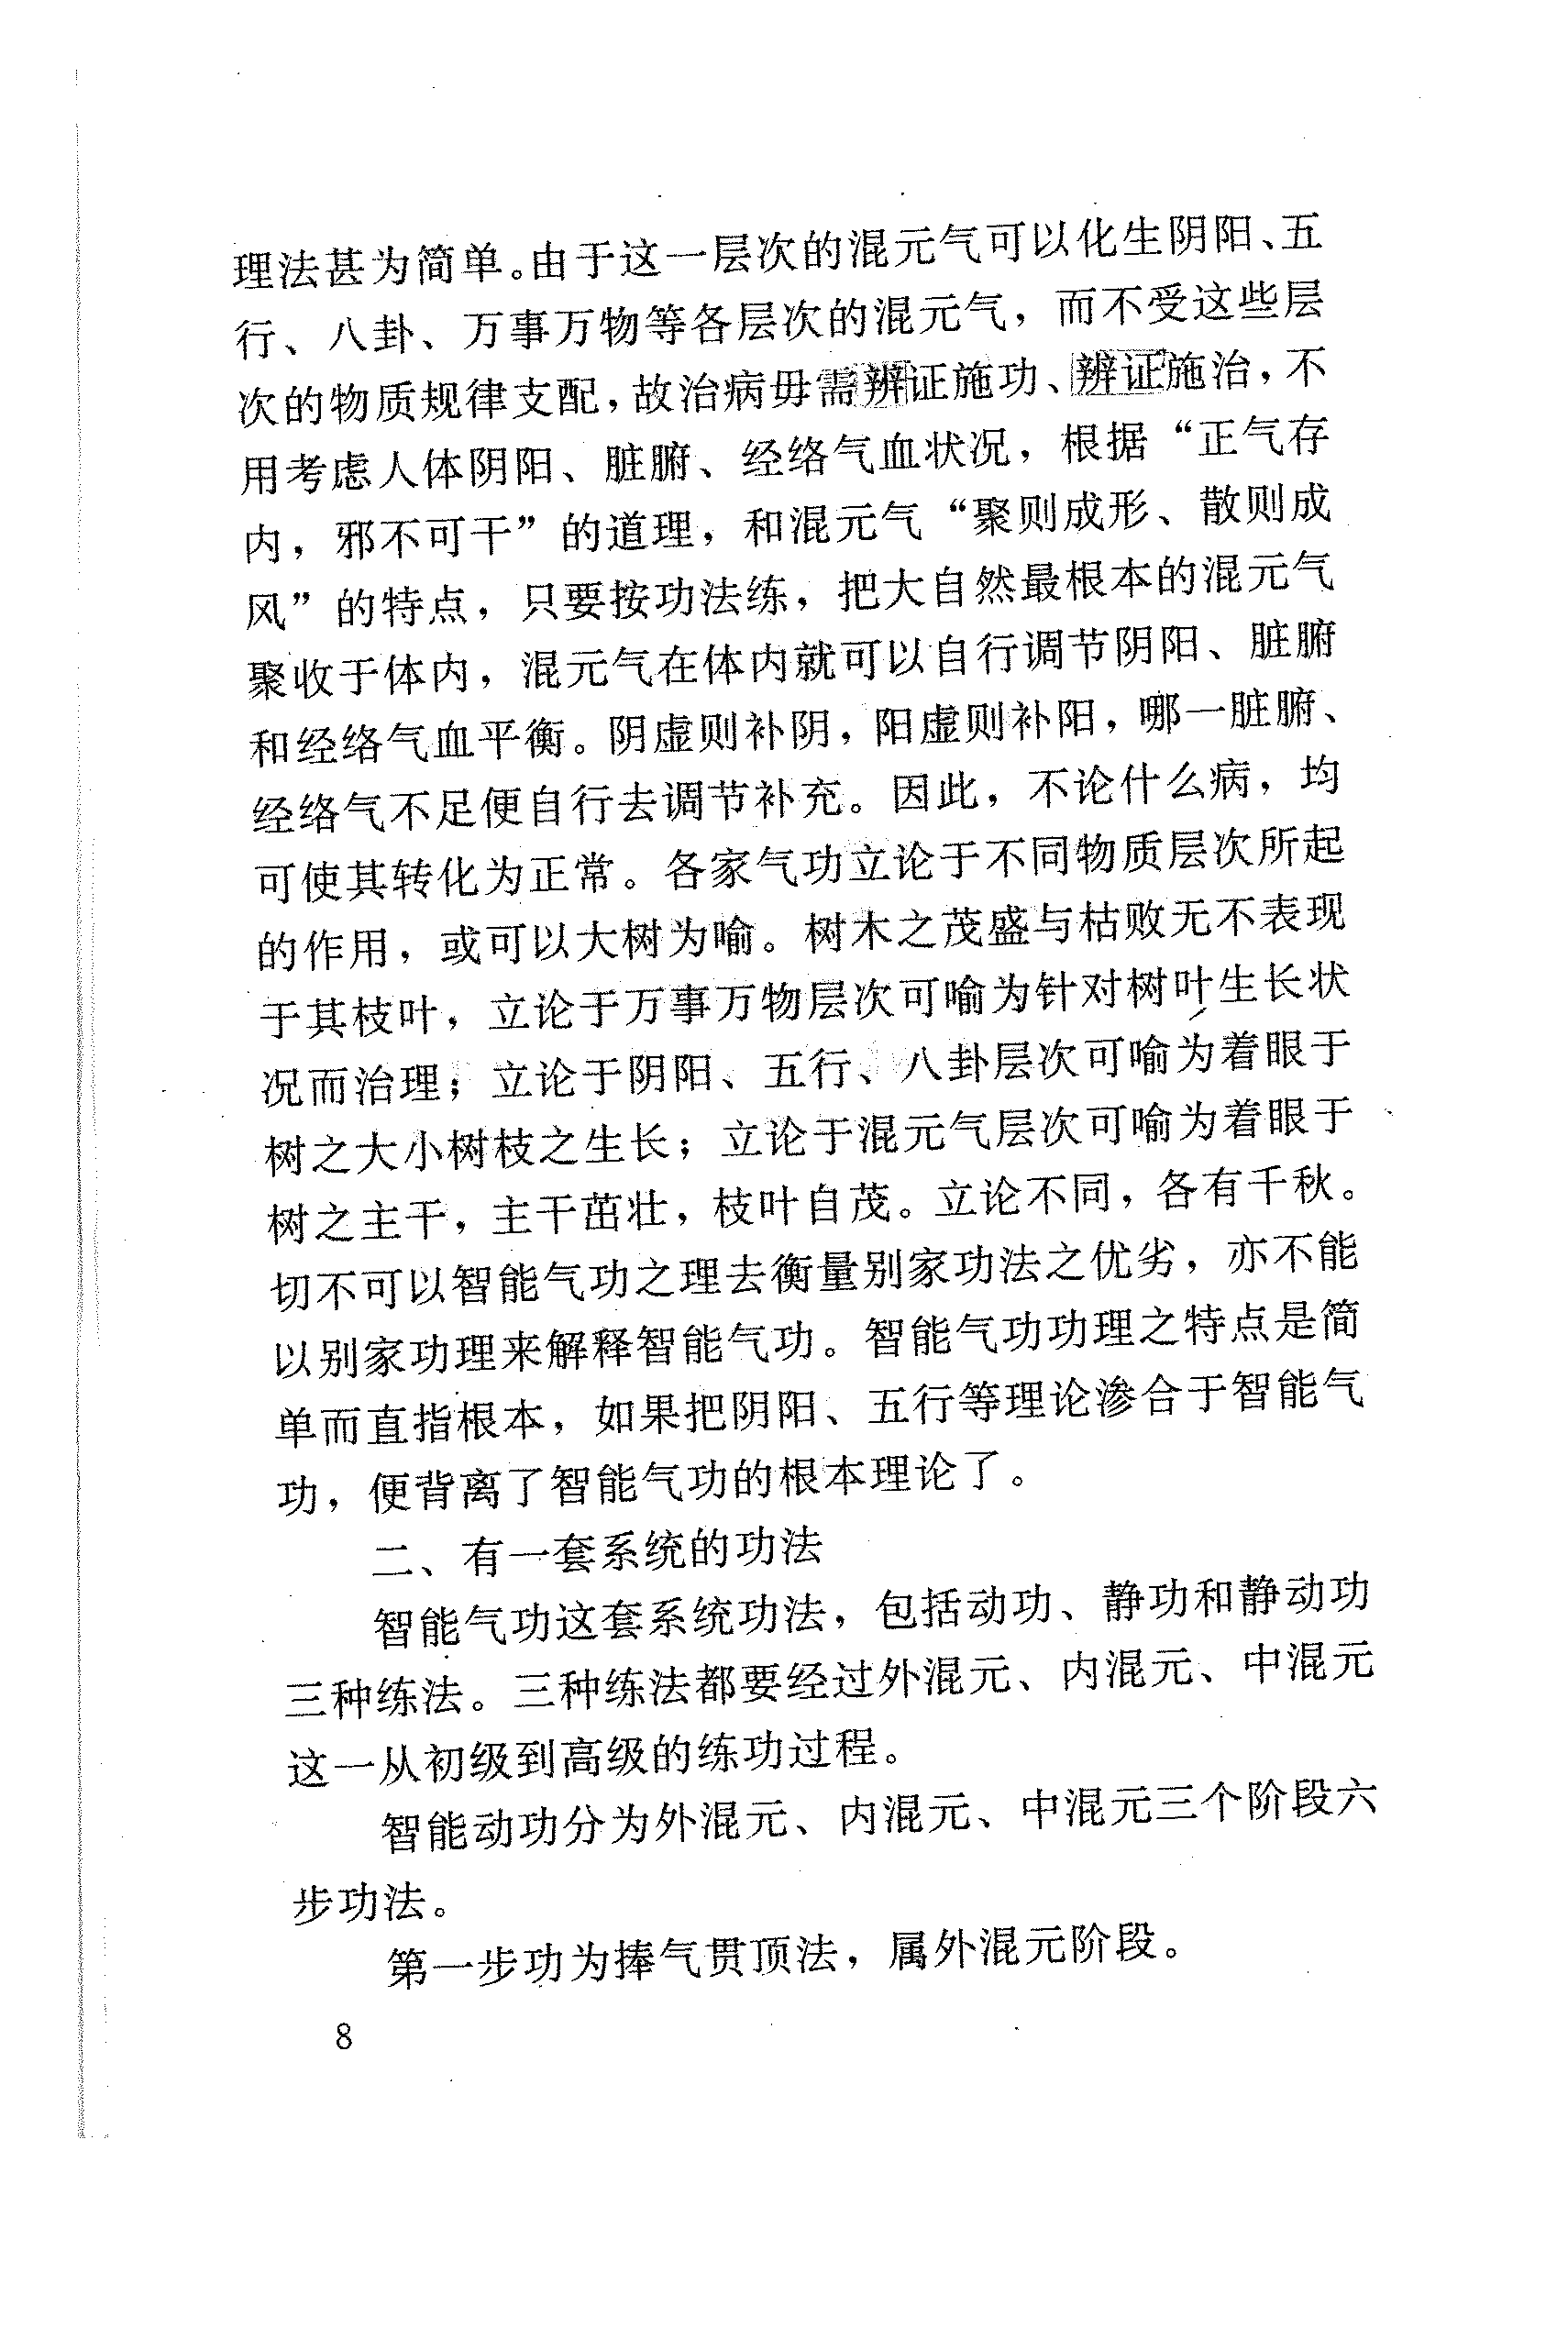 理法甚为简单。由于这一层次的混元气可以化生阴阳、五
行、八卦、万事万物等各层次的混元气，而不受这些层
次的物质规律支配，故治病毋需辨证施功、辨证施治，不
用考虑人体阴阳、脏腑、经络气血状况，根据“正气存
内，邪不可干”的道理，和混元气“聚则成形、散则成
风”的特点，只要按功法练，把大自然最根本的混元气
聚收于体内，混元气在体内就可以自行调节阴阳、脏腑
和经络气血平衡。阴虚则补阴，阳虚则补阳，哪一脏腑、
经络气不足便自行去调节补充。因此，不论什么病，均
可使其转化为正常。各家气功立论于不同物质层次所起
的作用，或可以大树为喻。树木之茂盛与枯败无不表现
于其枝叶，立论于万事万物层次可喻为针对树叶生长状
况而治理；立论于阴阳、五行、八卦层次可喻为着眼于
树之大小树枝之生长；立论于混元气层次可喻为着眼于
树之主干，主干茁壮，枝叶自茂。立论不同，各有千秋。
切不可以智能气功之理去衡量别家功法之优劣，亦不能
以别家功理来解释智能气功。智能气功功理之特点是简
单而直指根本，如果把阴阳、五行等理论渗合于智能气
功，便背离了智能气功的根本理论了。
二、有一套系统的功法
智能气功这套系统功法，包括动功、静功和静动功
三种练法。三种练法都要经过外混元、内混元、中混元
这一从初级到高级的练功过程。
智能动功分为外混元、内混元、中混元三个阶段六
步功法。
第一步功为捧气贯顶法，属外混元阶段。
8